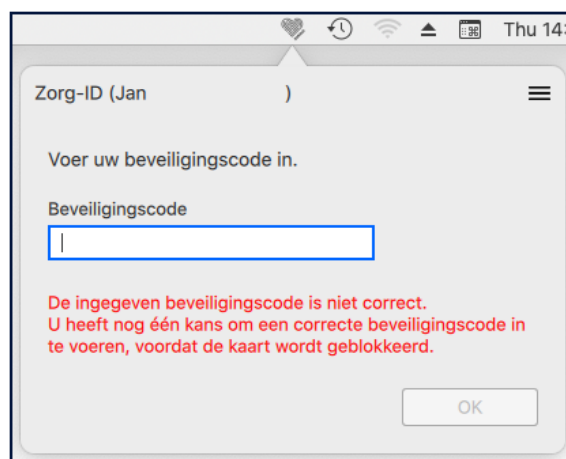 Thu 14:
Zorg-ID (Jan )
Voer uw beveiligingscode in.
Beveiligingscode
De ingegeven beveiligingscode is niet correct.
U heeft nog één kans om een correcte beveiligingscode in
te voeren, voordat de kaart wordt geblokkeerd.
OK